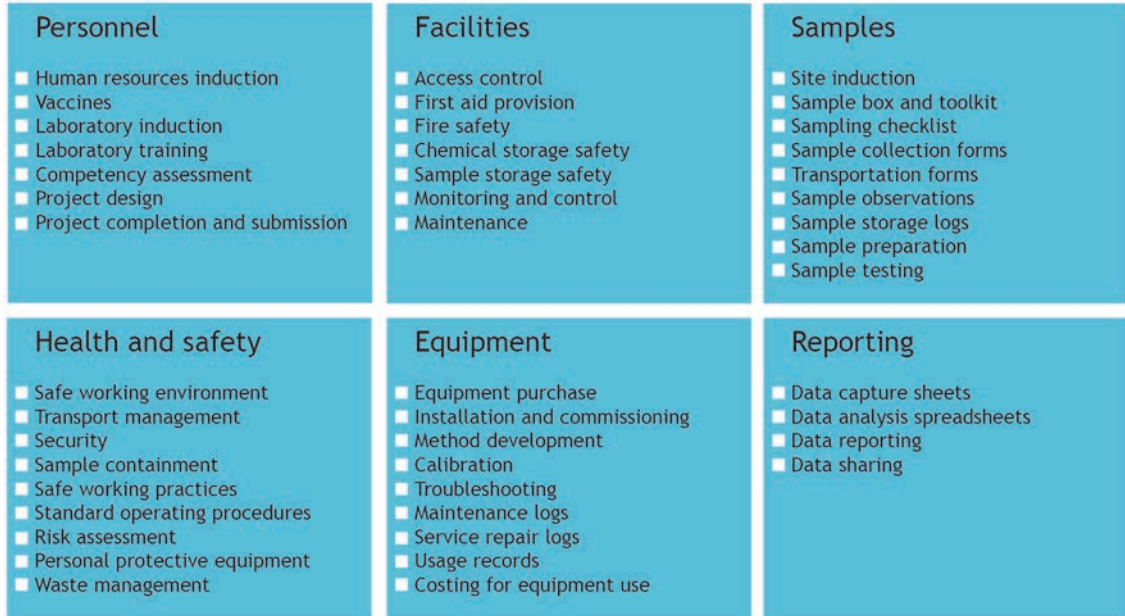 Personnel
Human resources induction
Vaccines
Laboratory induction
Laboratory training
Competency assessment
Project design
Project completion and submission
Facilities
Access control
First aid provision
Fire safety
Chemical storage safety
Sample storage safety
Monitoring and control
Maintenance
Samples
Site induction
Sample box and toolkit
Sampling checklist
Sample collection forms
Transportation forms
Sample observations
Sample storage logs
Sample preparation
Sample testing
Health and safety
Safe working environment
Transport management
Security
Sample containment
Safe working practices
Standard operating procedures
Risk assessment
Personal protective equipment
Waste management
Equipment
Equipment purchase
Installation and commissioning
Method development
Calibration
Troubleshooting
Maintenance logs
Service repair logs
Usage records
Costing for equipment use
Reporting
Data capture sheets
Data analysis spreadsheets
Data reporting
Data sharing